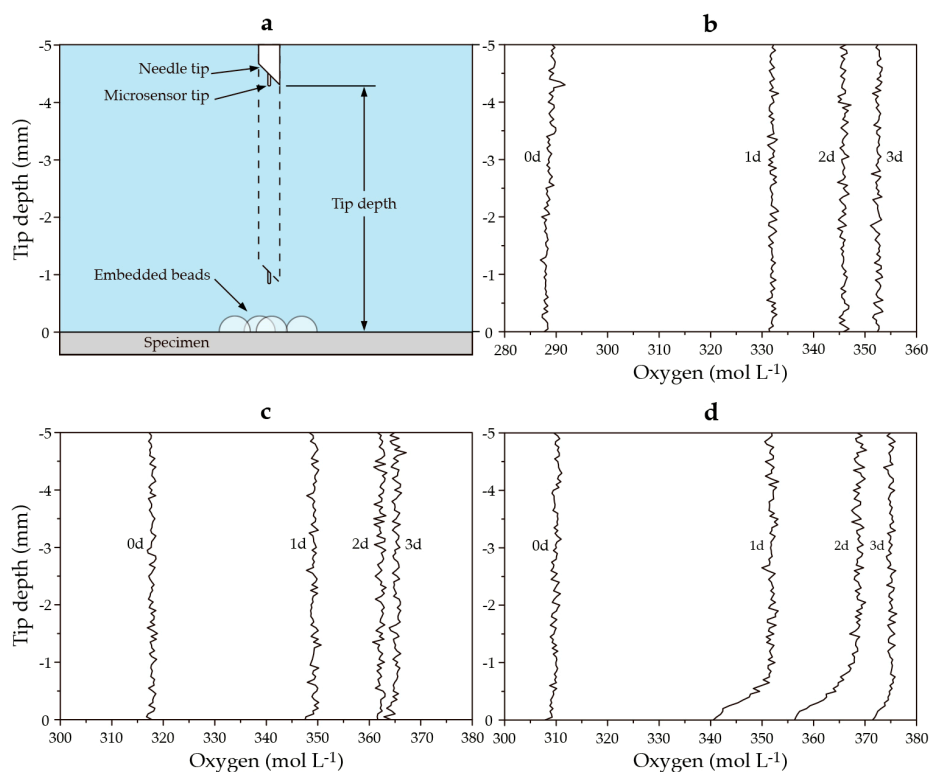 a
-5
-4
-3
-2
-1
0
Tip depth (mm)
Needle tip
Microsensor tip
Tip depth
Embedded beads
Specimen
b
-5
-4
-3
-2
-1
0
0d
1d
2d
3d
280 290 300 310 320 330 340 350 360
Oxygen (mol L-1)
c
-5
-4
-3
-2
-1
0
Tip depth (mm)
0d
1d
2d
3d
300 310 320 330 340 350 360 370 380
Oxygen (mol L-1)
d
-5
-4
-3
-2
-1
0
0d
1d
2d
3d
300 310 320 330 340 350 360 370 380
Oxygen (mol L-1)